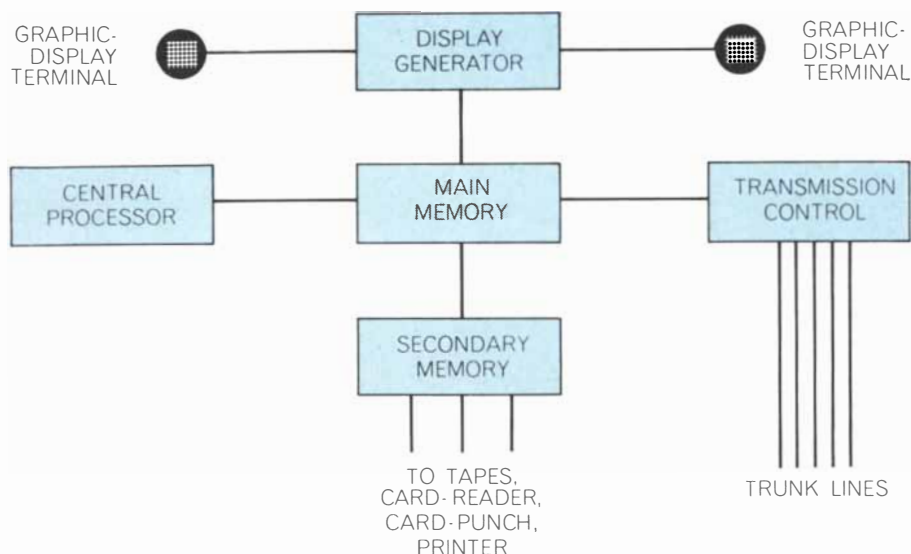 GRAPHIC-
DISPLAY
TERMINAL
DISPLAY
GENERATOR
GRAPHIC-
DISPLAY
TERMINAL
CENTRAL
PROCESSOR
MAIN
MEMORY
TRANSMISSION
CONTROL
SECONDARY
MEMORY
TO TAPES,
CARD-READER,
CARD-PUNCH,
PRINTER
TRUNK LINES